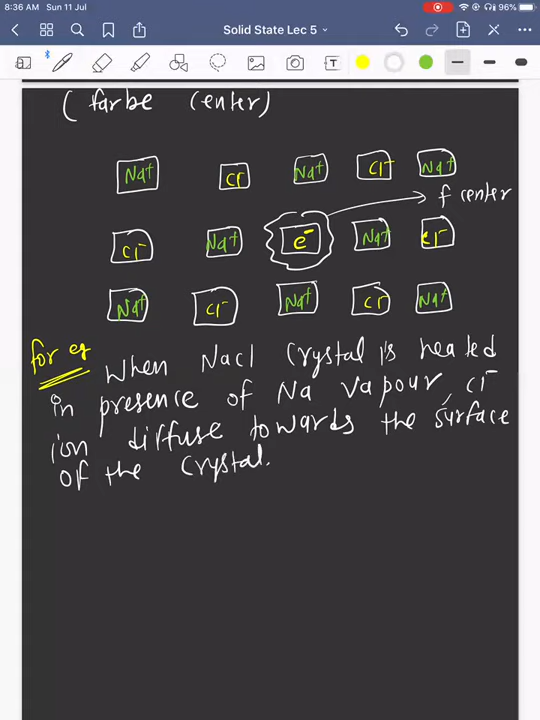 8:36 AM Sun 11 Jul 96%
Solid State Lec 5
T
( farbe center)
Na+ Cl Na+ Cl- Na+
f center
Cl- Na+ e- Na+ Cl-
Na+ Cl- Na+ Cl Na+
for eg
When Nacl Crystal is heated
in presence of Na Vapour, Cl-
ion diffuse towards the surface
of the Crystal.